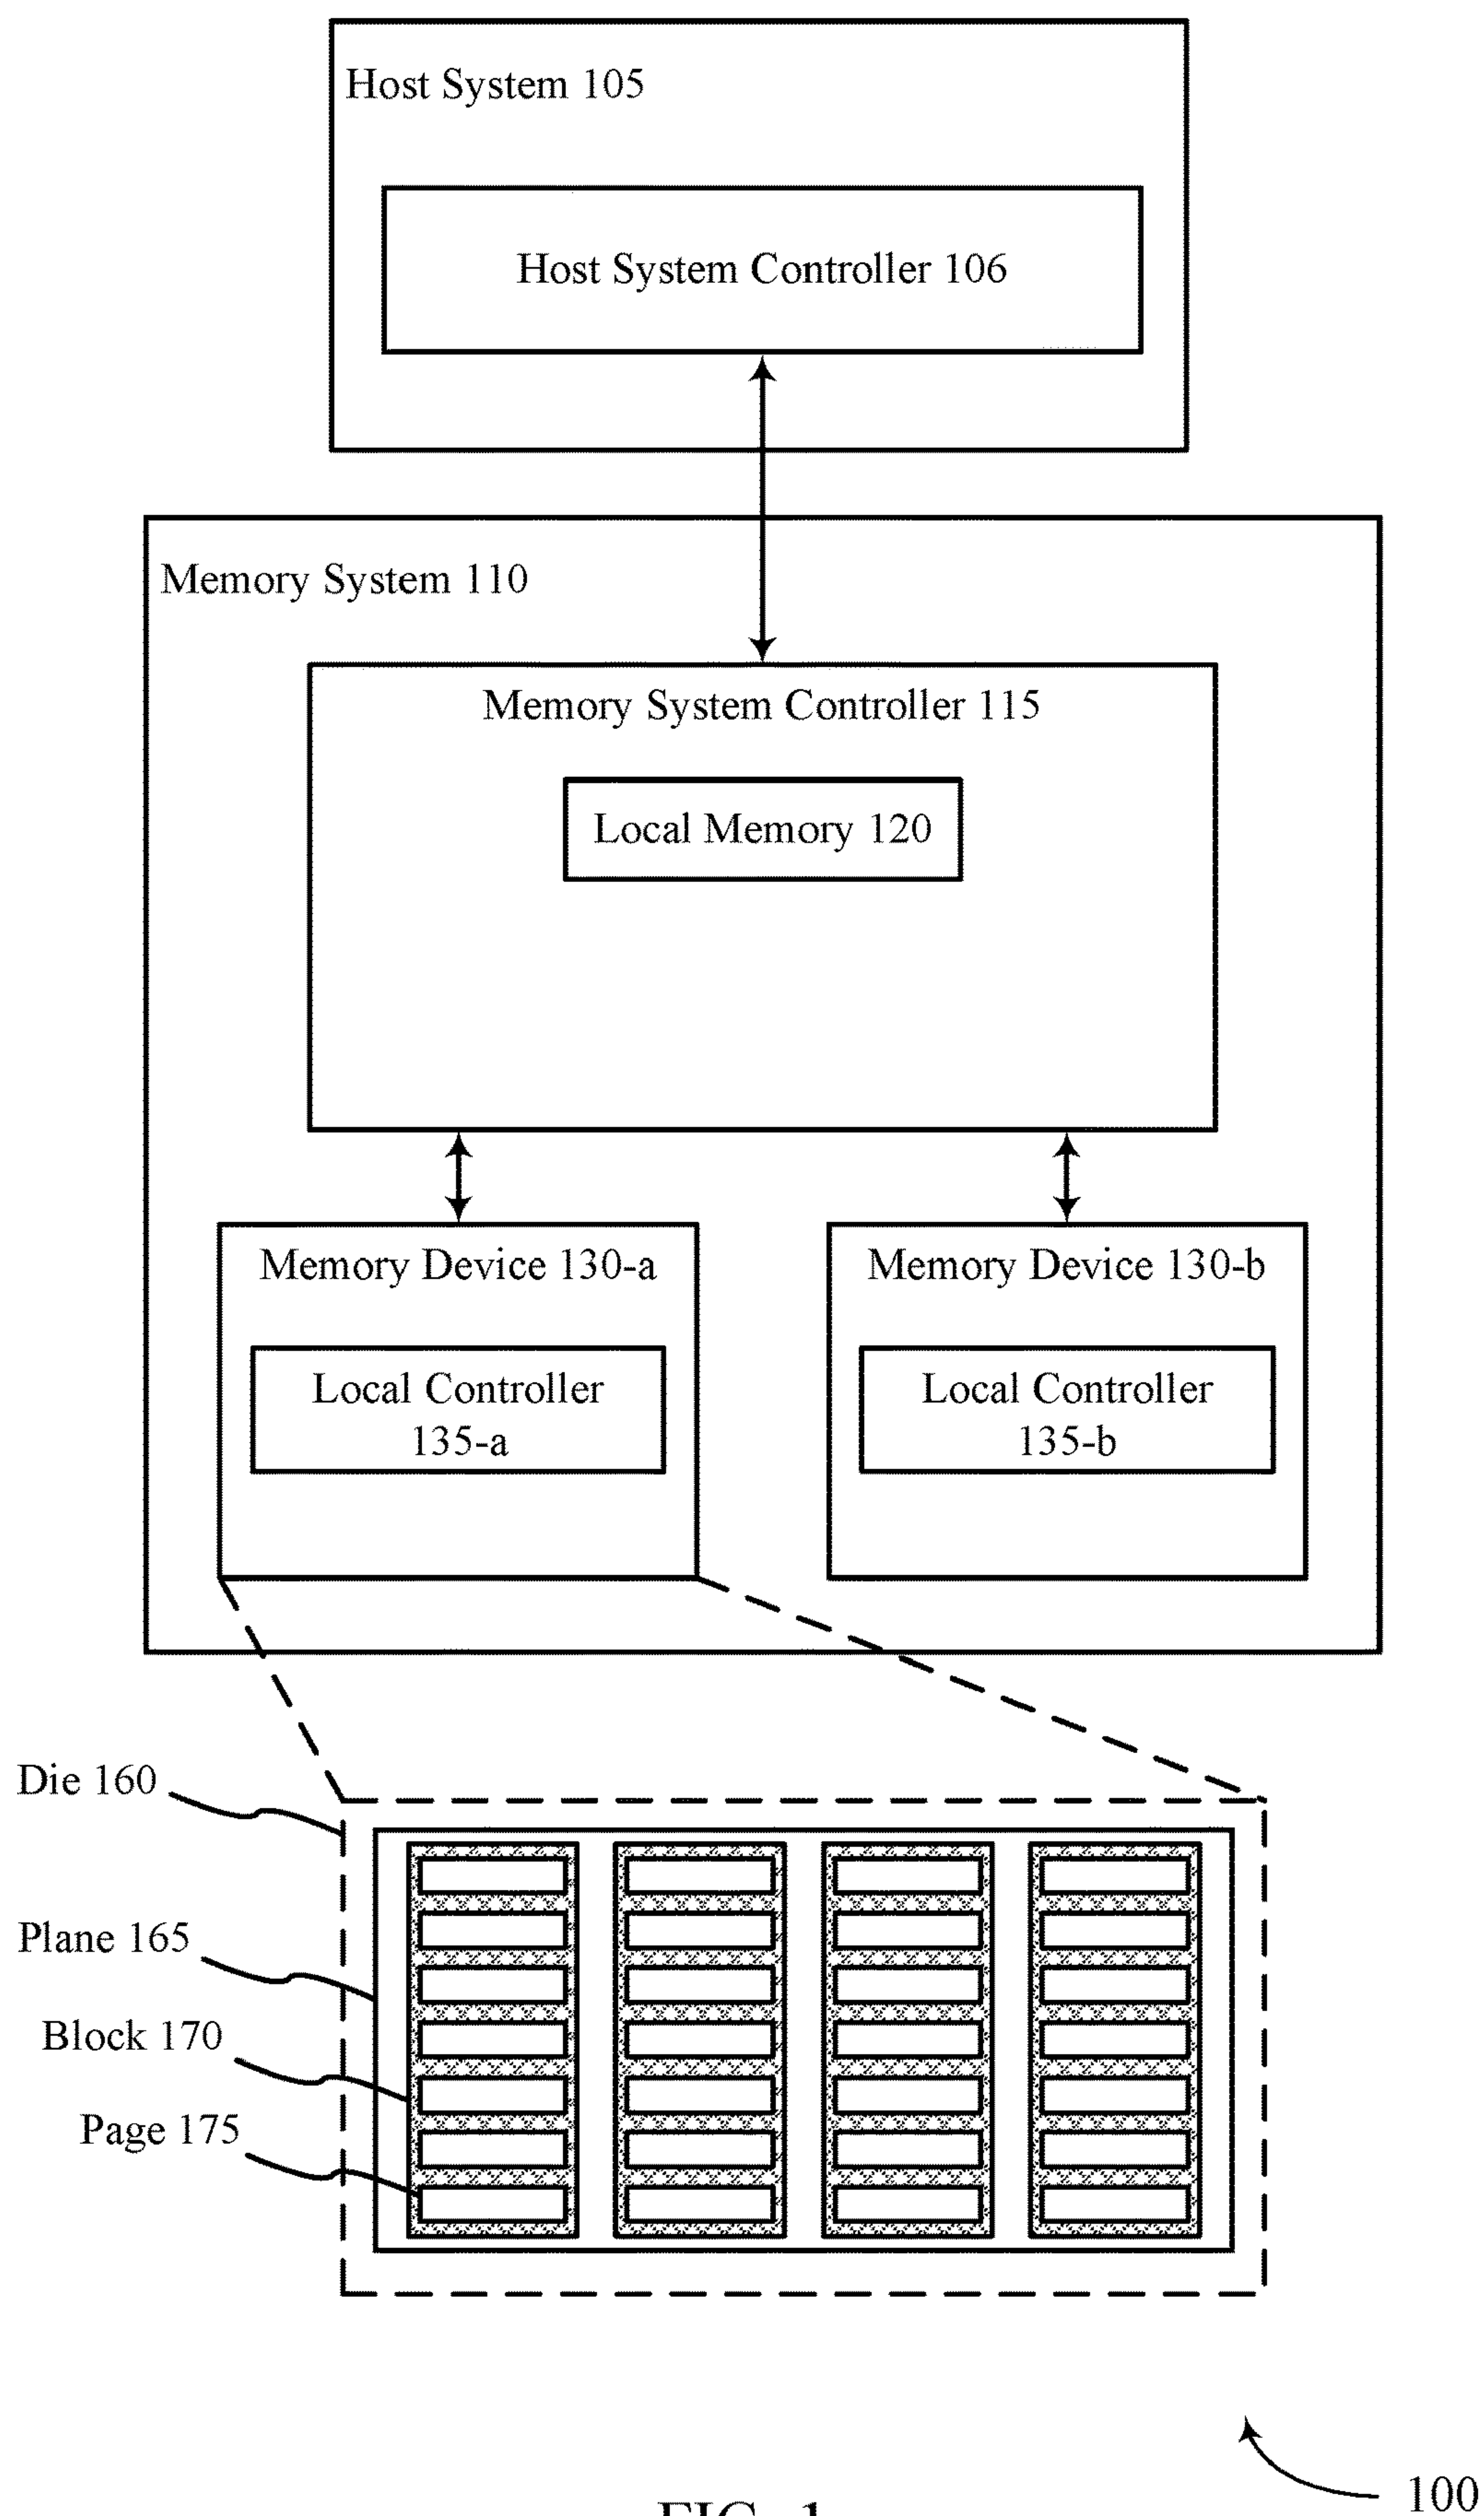 Host System 105
Host System Controller 106
Memory System 110
Memory System Controller 115
Local Memory 120
Memory Device 130-a
Memory Device 130-b
Local Controller
135-a
Local Controller
135-b
Die 160
Plane 165
Block 170
Page 175
100
FIG. 1